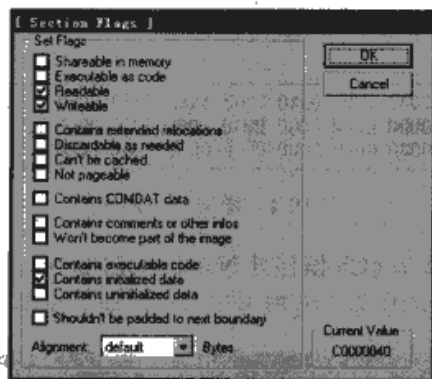 [ Section Flags ]
Set Flags
Shareable in memory
Executable as code
Readable
Writeable
Contains extended relocations
Discardable as needed
Can't be cached
Not pageable
Contains COMDAT data
Contains comments or other infos
Won't become part of the image
Contains executable code
Contains initialized data
Contains uninitialized data
Shouldn't be padded to next boundary
Alignment: default Bytes
OK
Cancel
Current Value
C0000040